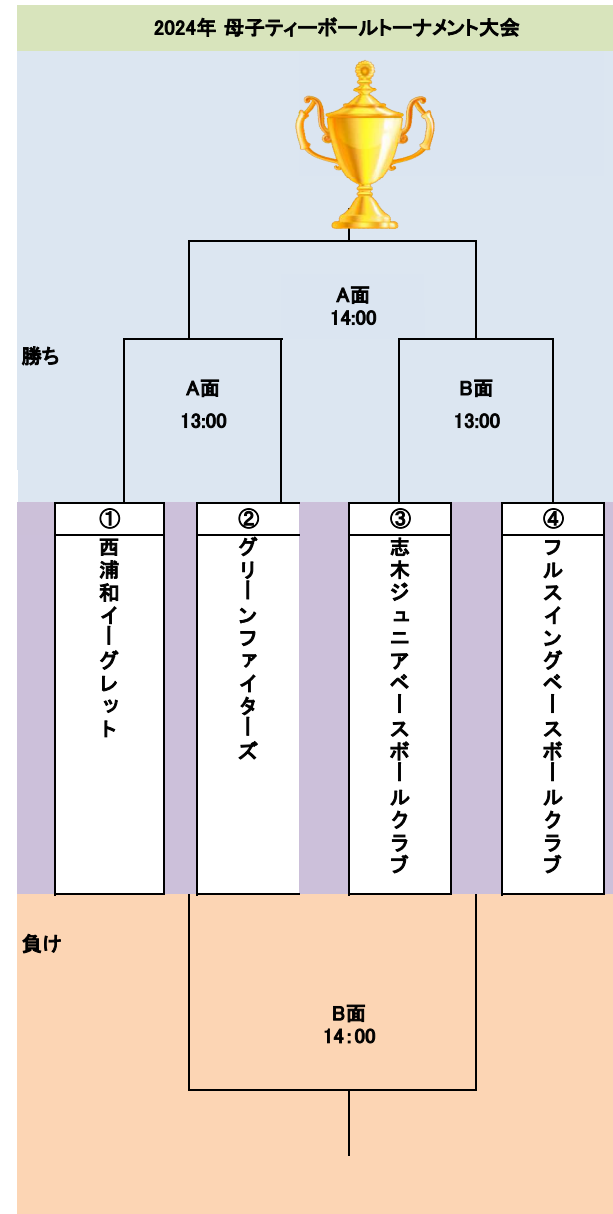 2024年 母子ティーボールトーナメント大会
A面
14:00
勝ち
A面
13:00
B面
13:00
①
②
③
④
西浦和イーグレット
グリーンファイターズ
志木ジュニアベースボールクラブ
フルスイングベースボールクラブ
負け
B面
14:00